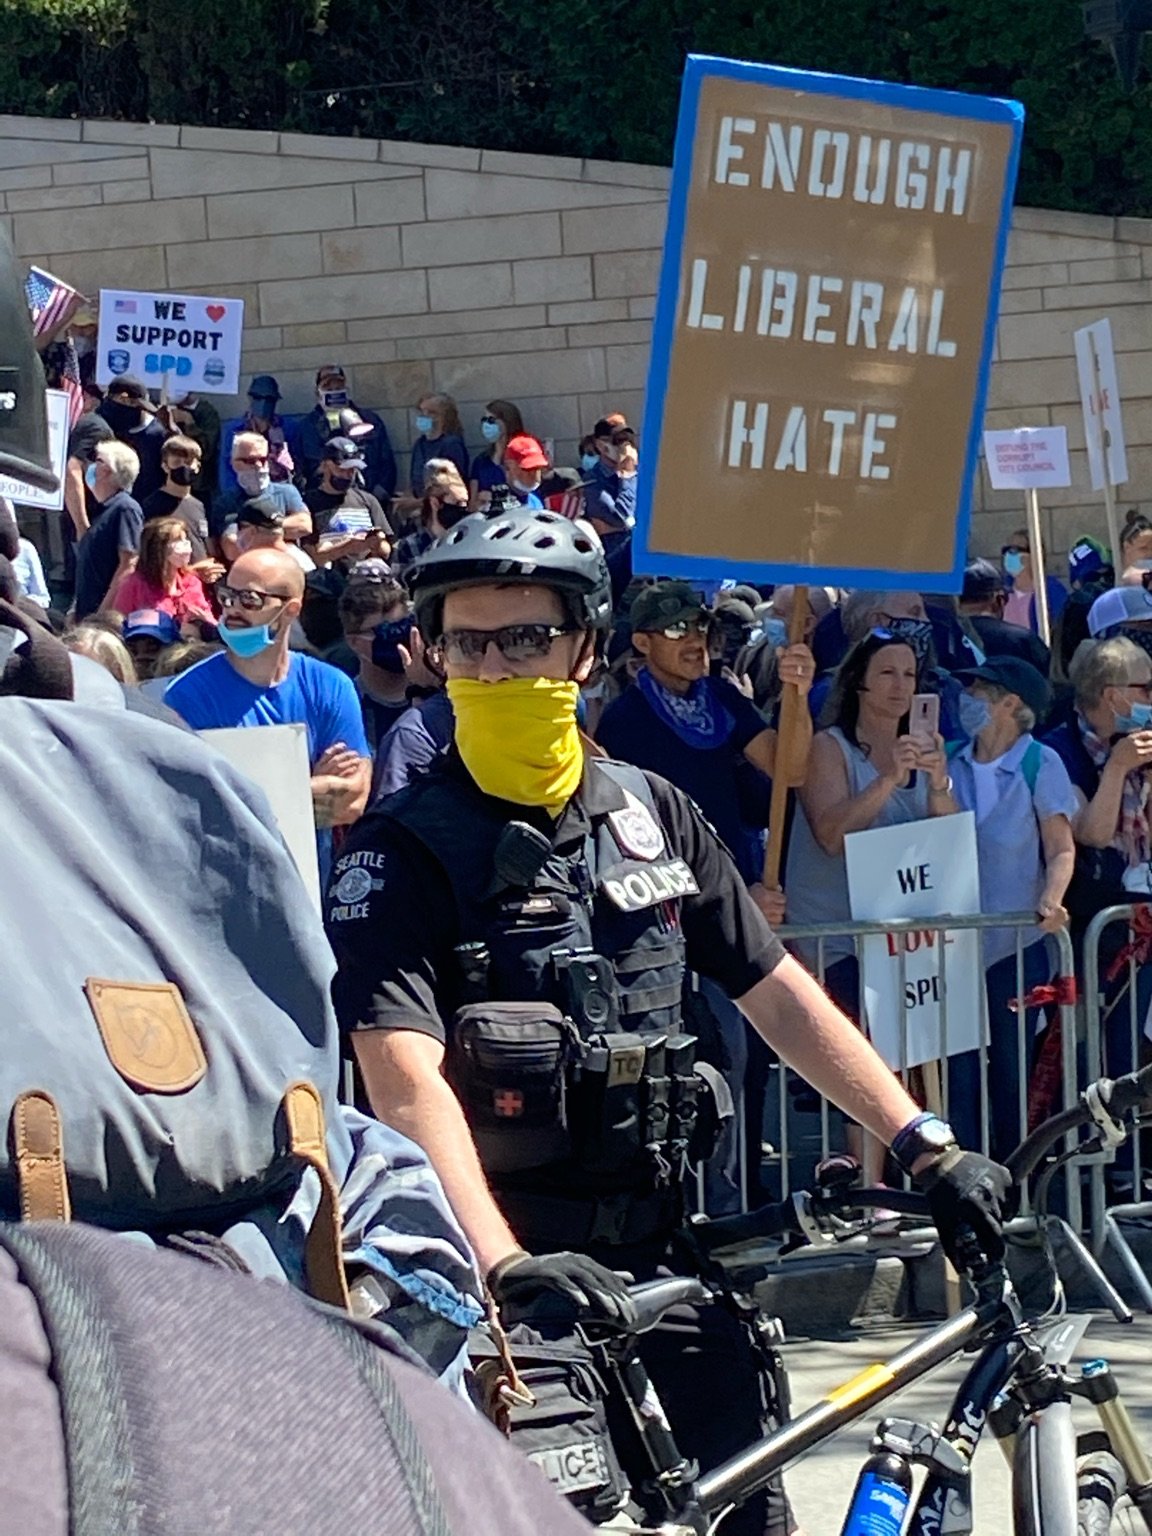 ENOUGH
LIBERAL
HATE
WE
SUPPORT
SPD
DEFUND THE
CORRUPT
CITY COUNCIL
SEATTLE
POLICE
POLICE
WE
LOVE
SPD
POLICE